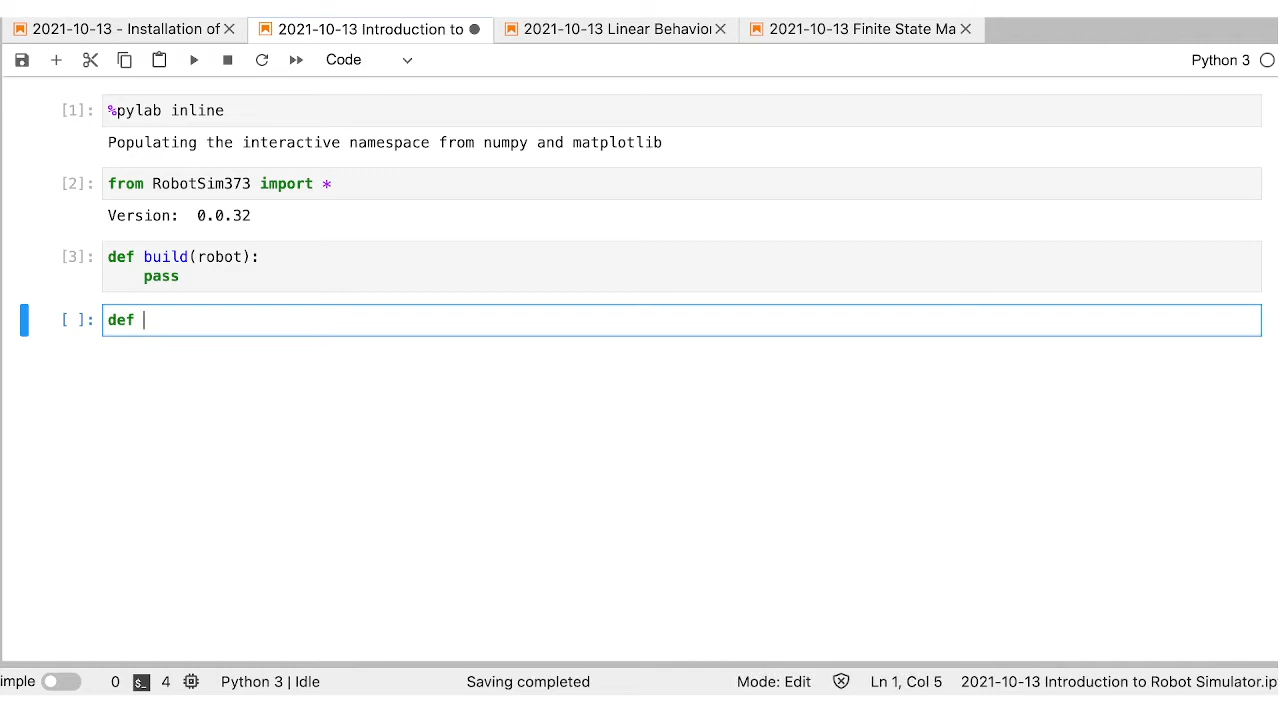 2021-10-13 - Installation of
2021-10-13 Introduction to
2021-10-13 Linear Behavior
2021-10-13 Finite State Ma
Code
Python 3
[1]:
%pylab inline
Populating the interactive namespace from numpy and matplotlib
[2]:
from RobotSim373 import *
Version:  0.0.32
[3]:
def build(robot):
    pass
[ ]:
def
imple
0
$_
4
Python 3 | Idle
Saving completed
Mode: Edit
Ln 1, Col 5
2021-10-13 Introduction to Robot Simulator.ip